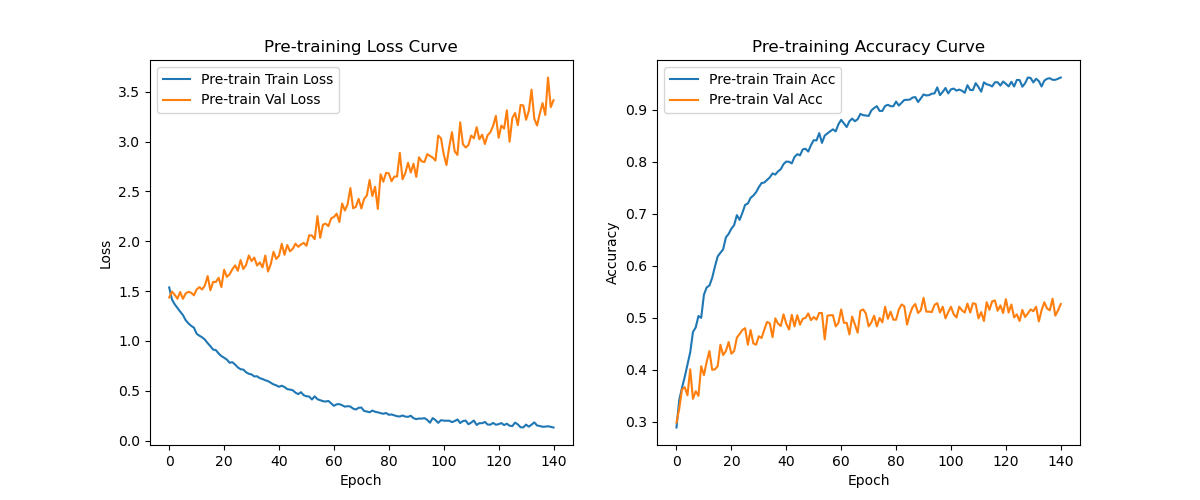 Pre-training Loss Curve
Pre-train Train Loss
Pre-train Val Loss
3.5
3.0
2.5
2.0
1.5
1.0
0.5
0.0
Loss
0 20 40 60 80 100 120 140
Epoch
Pre-training Accuracy Curve
Pre-train Train Acc
Pre-train Val Acc
0.9
0.8
0.7
0.6
0.5
0.4
0.3
Accuracy
0 20 40 60 80 100 120 140
Epoch